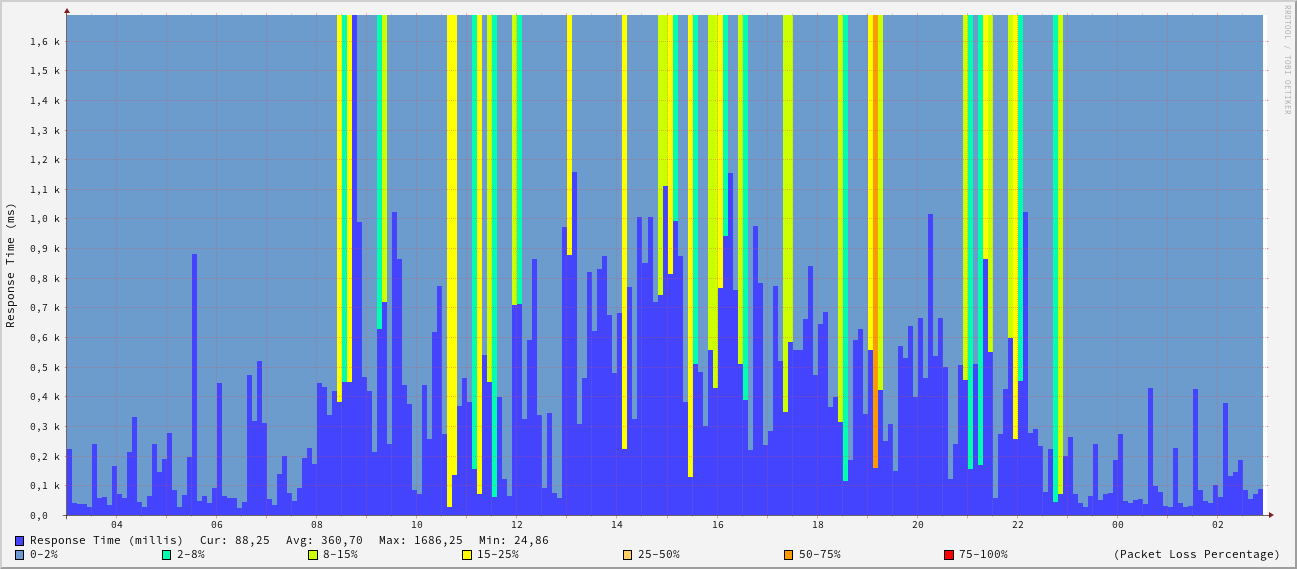 RRDTOOL / TOBI OETIKER
Response Time (ms)
1,6 k
1,5 k
1,4 k
1,3 k
1,2 k
1,1 k
1,0 k
0,9 k
0,8 k
0,7 k
0,6 k
0,5 k
0,4 k
0,3 k
0,2 k
0,1 k
0,0
04 06 08 10 12 14 16 18 20 22 00 02
Response Time (millis) Cur: 88,25 Avg: 360,70 Max: 1686,25 Min: 24,86
0-2% 2-8% 8-15% 15-25% 25-50% 50-75% 75-100% (Packet Loss Percentage)